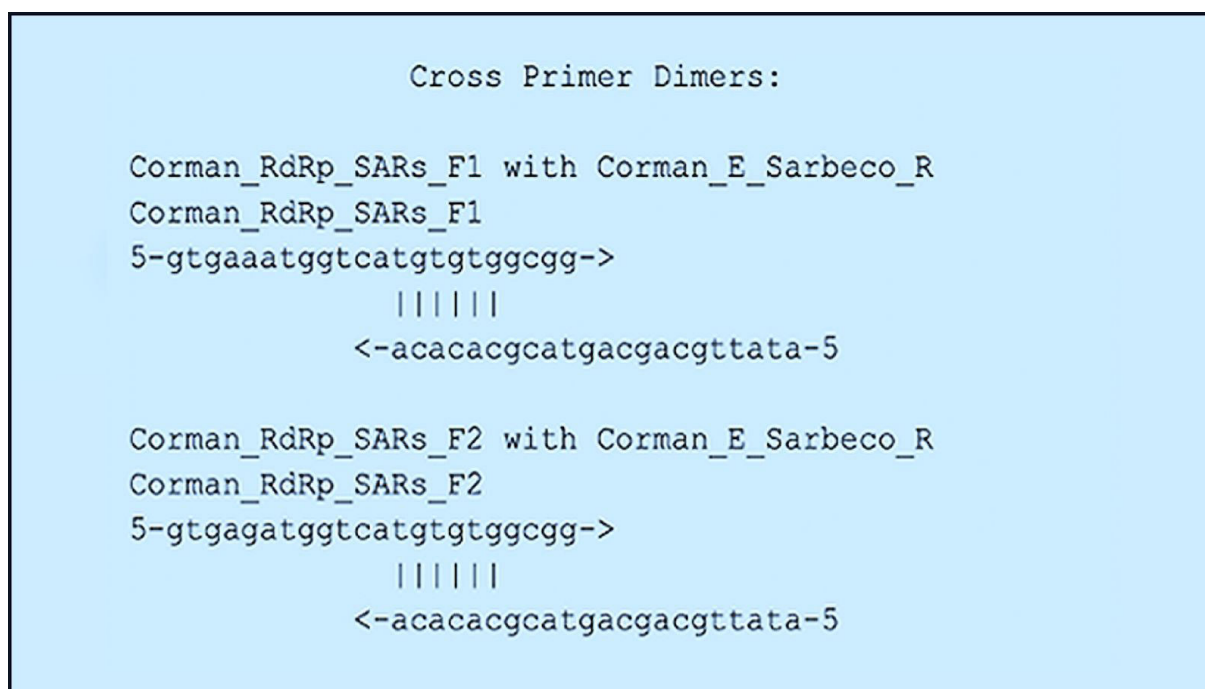 Cross Primer Dimers:
Corman_RdRp_SARs_F1 with Corman_E_Sarbeco_R
Corman_RdRp_SARs_F1
5-gtgaaatggtcatgtgtggcgg->
||||||
<-acacacgcatgacgacgttata-5
Corman_RdRp_SARs_F2 with Corman_E_Sarbeco_R
Corman_RdRp_SARs_F2
5-gtgagatggtcatgtgtggcgg->
||||||
<-acacacgcatgacgacgttata-5